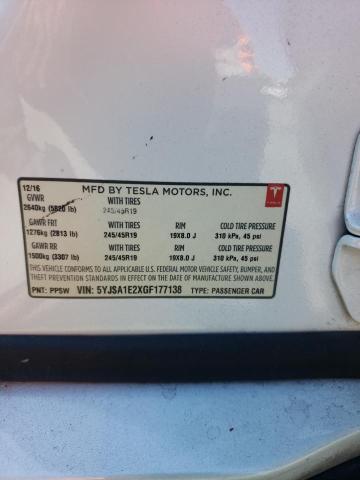 12/16 MFD BY TESLA MOTORS, INC.
GVWR WITH TIRES
2640kg (5820 lb) 245/45R19
GAWR FRT WITH TIRES RIM COLD TIRE PRESSURE
1276kg (2813 lb) 245/45R19 19X8.0 J 310 kPa, 45 psi
GAWR RR WITH TIRES RIM COLD TIRE PRESSURE
1500kg (3307 lb) 245/45R19 19X8.0 J 310 kPa, 45 psi
THIS VEHICLE CONFORMS TO ALL APPLICABLE U.S. FEDERAL MOTOR VEHICLE SAFETY, BUMPER, AND
THEFT PREVENTION STANDARDS IN EFFECT ON THE DATE OF MANUFACTURE SHOWN ABOVE.
PNT: PPSW VIN: 5YJSA1E2XGF177138 TYPE: PASSENGER CAR